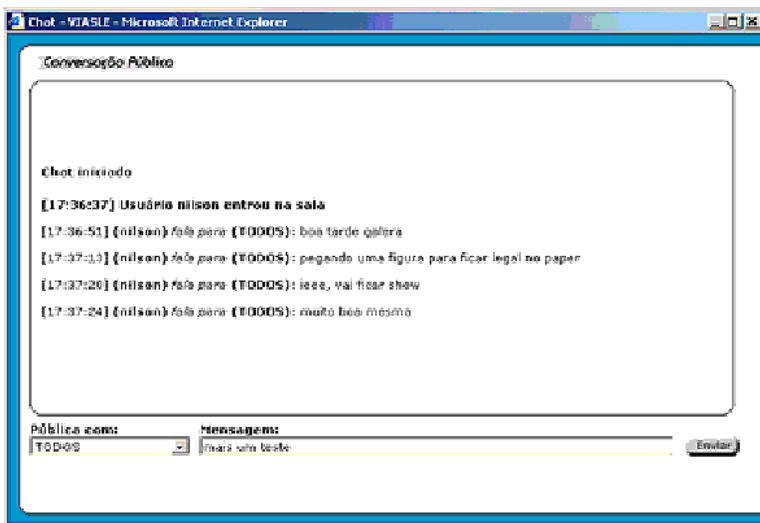 Chat - VIASLE - Microsoft Internet Explorer
Conversação Pública
Chat iniciado
[17:36:37] Usuário nilson entrou na sala
[17:36:51] (nilson) fala para (TODOS): boa tarde galera
[17:37:13] (nilson) fala para (TODOS): pegando uma figura para ficar legal no paper
[17:37:20] (nilson) fala para (TODOS): ieee, vai ficar show
[17:37:24] (nilson) fala para (TODOS): muito boa mesmo
Pública com: Mensagem:
TODOS mais um teste Enviar